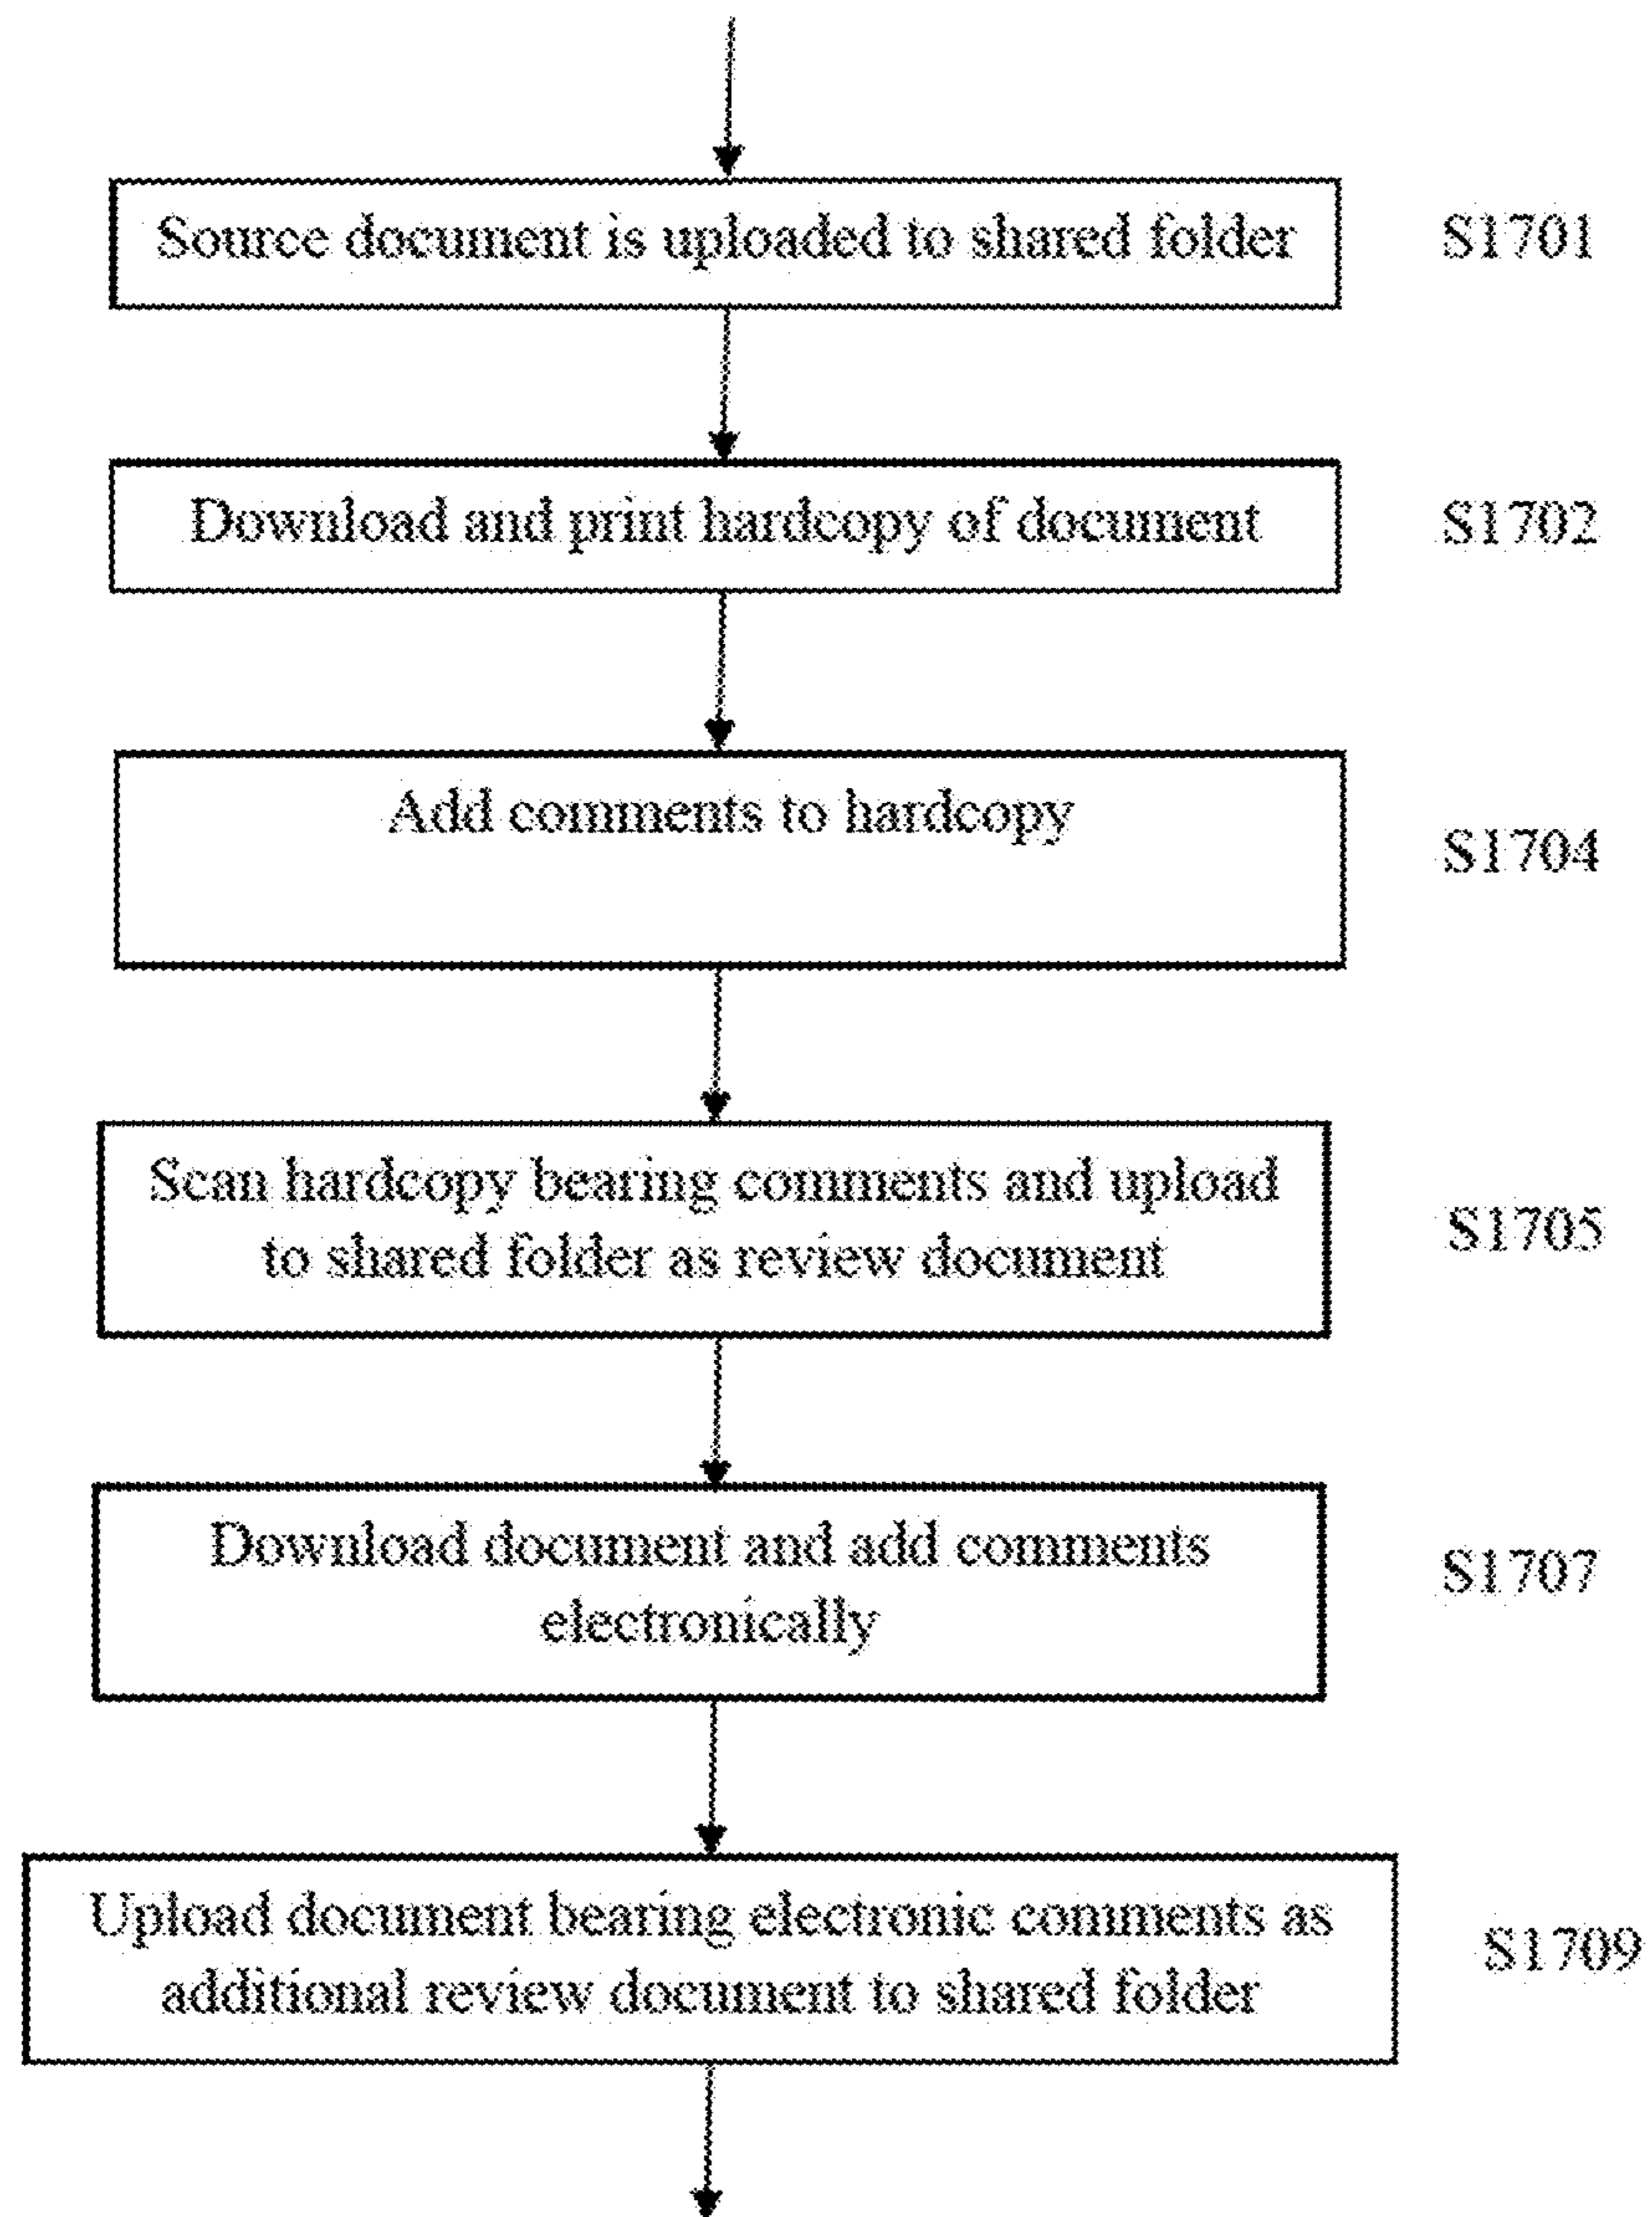 Source document is uploaded to shared folder
S1701
Download and print hardcopy of document
S1702
Add comments to hardcopy
S1704
Scan hardcopy bearing comments and upload
to shared folder as review document
S1705
Download document and add comments
electronically
S1707
Upload document bearing electronic comments as
additional review document to shared folder
S1709